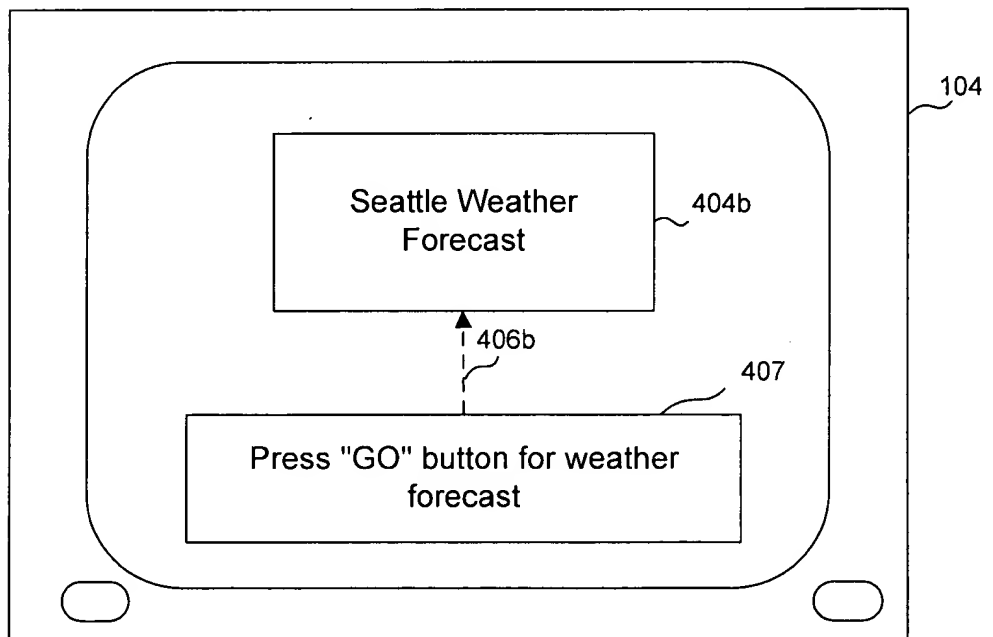 104
Seattle Weather
Forecast
404b
406b
407
Press "GO" button for weather
forecast